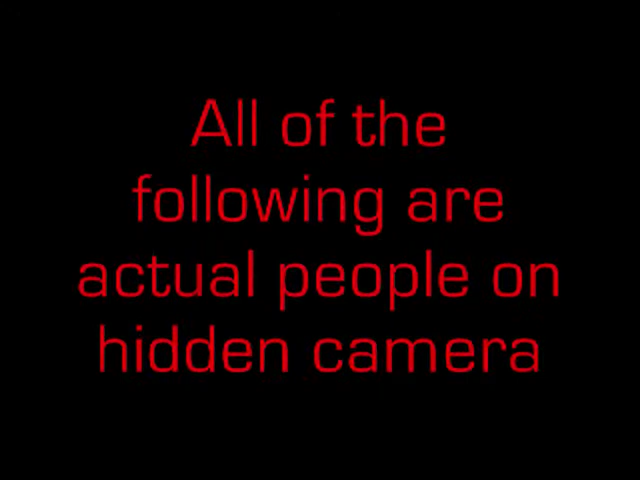 All of the
following are
actual people on
hidden camera